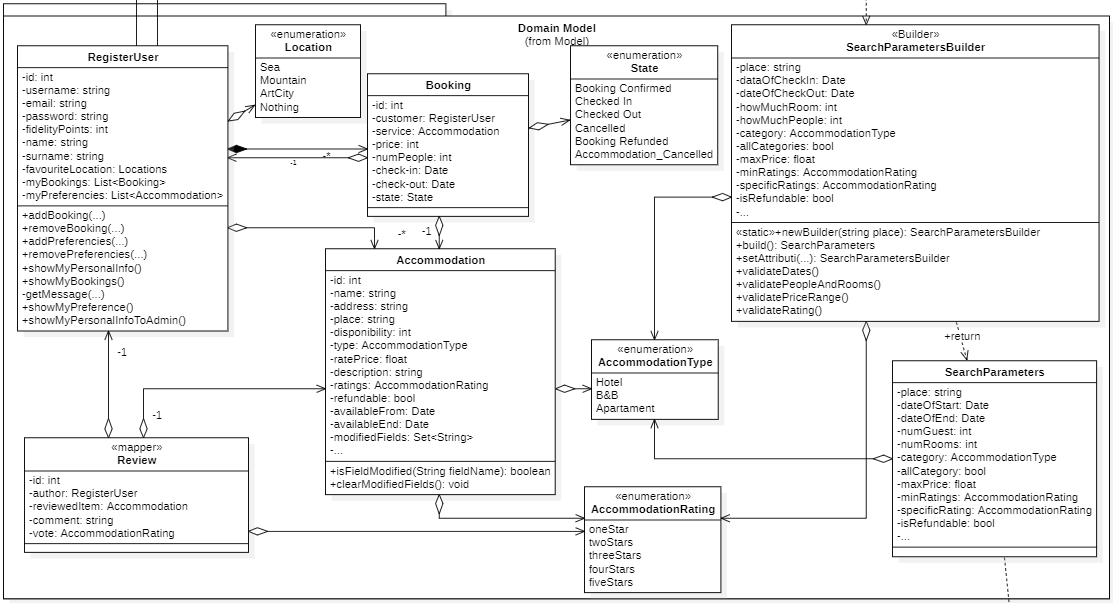 Domain Model
(from Model)
RegisterUser
-id: int
-username: string
-email: string
-password: string
-fidelityPoints: int
-name: string
-surname: string
-favouriteLocation: Locations
-myBookings: List<Booking>
-myPreferencies: List<Accommodation>
+addBooking(...)
+removeBooking(...)
+addPreferencies(...)
+removePreferencies(...)
+showMyPersonalInfo()
+showMyBookings()
-getMessage(...)
+showMyPreference()
+showMyPersonalInfoToAdmin()
«enumeration»
Location
Sea
Mountain
ArtCity
Nothing
Booking
-id: int
-customer: RegisterUser
-service: Accommodation
-price: int
-numPeople: int
-check-in: Date
-check-out: Date
-state: State
«enumeration»
State
Booking Confirmed
Checked In
Checked Out
Cancelled
Booking Refunded
Accommodation_Cancelled
«Builder»
SearchParametersBuilder
-place: string
-dataOfCheckIn: Date
-dateOfCheckOut: Date
-howMuchRoom: int
-howMuchPeople: int
-category: AccommodationType
-allCategories: bool
-maxPrice: float
-minRatings: AccommodationRating
-specificRatings: AccommodationRating
-isRefundable: bool
-...
«static»+newBuilder(string place): SearchParametersBuilder
+build(): SearchParameters
+setAttributi(...): SearchParametersBuilder
+validateDates()
+validatePeopleAndRooms()
+validatePriceRange()
+validateRating()
-*
-1
-*
-1
Accommodation
-id: int
-name: string
-address: string
-place: string
-disponibility: int
-type: AccommodationType
-ratePrice: float
-description: string
-ratings: AccommodationRating
-refundable: bool
-availableFrom: Date
-availableEnd: Date
-modifiedFields: Set<String>
-...
+isFieldModified(String fieldName): boolean
+clearModifiedFields(): void
«enumeration»
AccommodationType
Hotel
B&B
Apartament
+return
SearchParameters
-place: string
-dateOfStart: Date
-dateOfEnd: Date
-numGuest: int
-numRooms: int
-category: AccommodationType
-allCategory: bool
-maxPrice: float
-minRatings: AccommodationRating
-specificRating: AccommodationRating
-isRefundable: bool
-...
-1
-1
«mapper»
Review
-id: int
-author: RegisterUser
-reviewedItem: Accommodation
-comment: string
-vote: AccommodationRating
«enumeration»
AccommodationRating
oneStar
twoStars
threeStars
fourStars
fiveStars